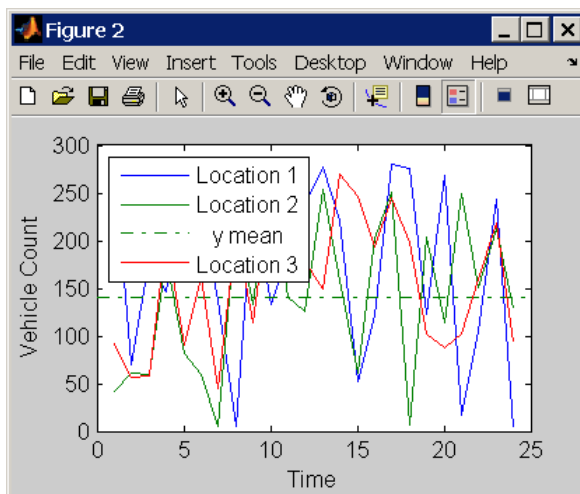 Figure 2
File Edit View Insert Tools Desktop Window Help
300
250
200
150
100
50
0
Vehicle Count
Location 1
Location 2
y mean
Location 3
0 5 10 15 20 25
Time